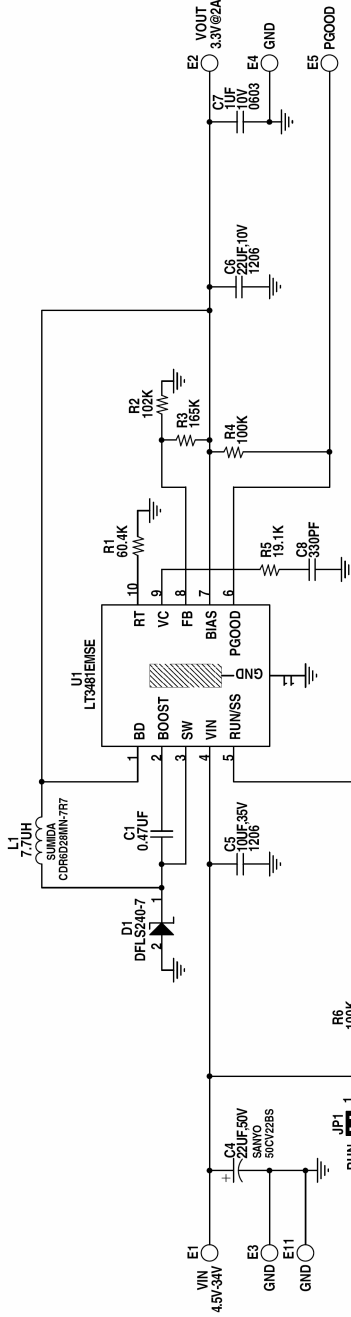 E1
VIN
4.5V-34V
E3
GND
E11
GND
+
C4
22UF,50V
SANYO
50CV22BS
JP1
1
R6
D1
DFLS240-7
2
1
L1
7.7UH
SUMIDA
CDR6D28MN-7R7
C1
0.47UF
C5
10UF,35V
1206
U1
LT3481EMSE
1
BD
2
BOOST
3
SW
4
VIN
5
RUN/SS
10
RT
9
VC
8
FB
7
BIAS
6
PGOOD
GND
11
R1
60.4K
R2
102K
R3
165K
R4
100K
R5
19.1K
C8
330PF
C6
22UF,10V
1206
C7
1UF
10V
0603
E2
VOUT
3.3V@2A
E4
GND
E5
PGOOD